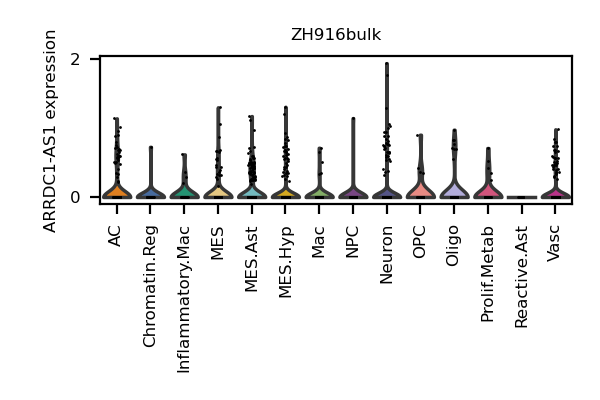 ZH916bulk
ARRDC1-AS1 expression
2
0
AC
Chromatin.Reg
Inflammatory.Mac
MES
MES.Ast
MES.Hyp
Mac
NPC
Neuron
OPC
Oligo
Prolif.Metab
Reactive.Ast
Vasc